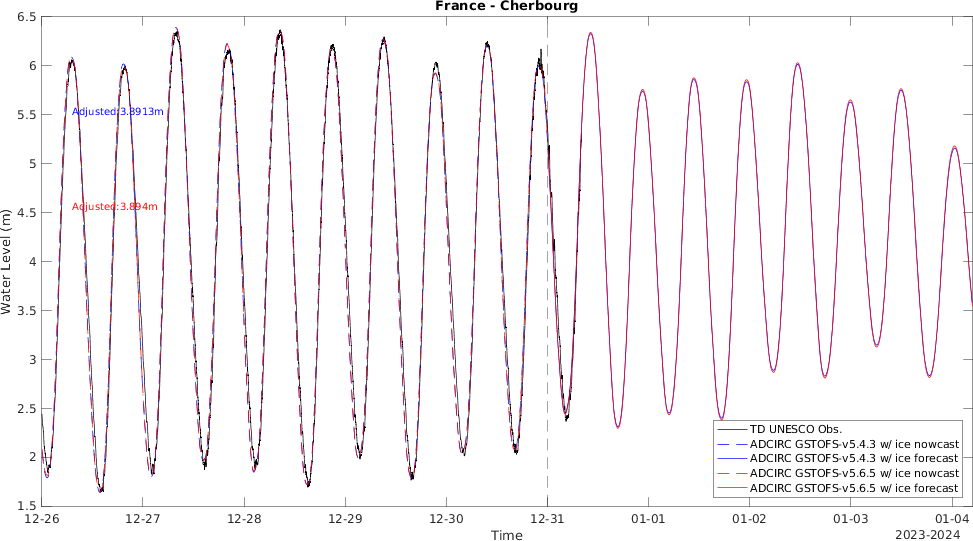 France - Cherbourg
6.5
6
5.5
5
4.5
4
3.5
3
2.5
2
1.5
Water Level (m)
Adjusted:3.8913m
Adjusted:3.894m
TD UNESCO Obs.
ADCIRC GSTOFS-v5.4.3 w/ ice nowcast
ADCIRC GSTOFS-v5.4.3 w/ ice forecast
ADCIRC GSTOFS-v5.6.5 w/ ice nowcast
ADCIRC GSTOFS-v5.6.5 w/ ice forecast
12-26 12-27 12-28 12-29 12-30 12-31 01-01 01-02 01-03 01-04
Time
2023-2024